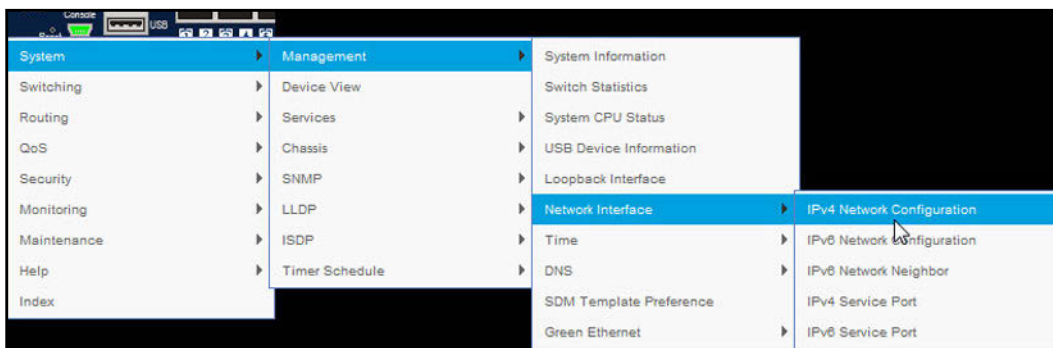 Console
USB
System
Switching
Routing
QoS
Security
Monitoring
Maintenance
Help
Index
Management
Device View
Services
Chassis
SNMP
LLDP
ISDP
Timer Schedule
System Information
Switch Statistics
System CPU Status
USB Device Information
Loopback Interface
Network Interface
Time
DNS
SDM Template Preference
Green Ethernet
IPv4 Network Configuration
IPv6 Network Configuration
IPv6 Network Neighbor
IPv4 Service Port
IPv6 Service Port